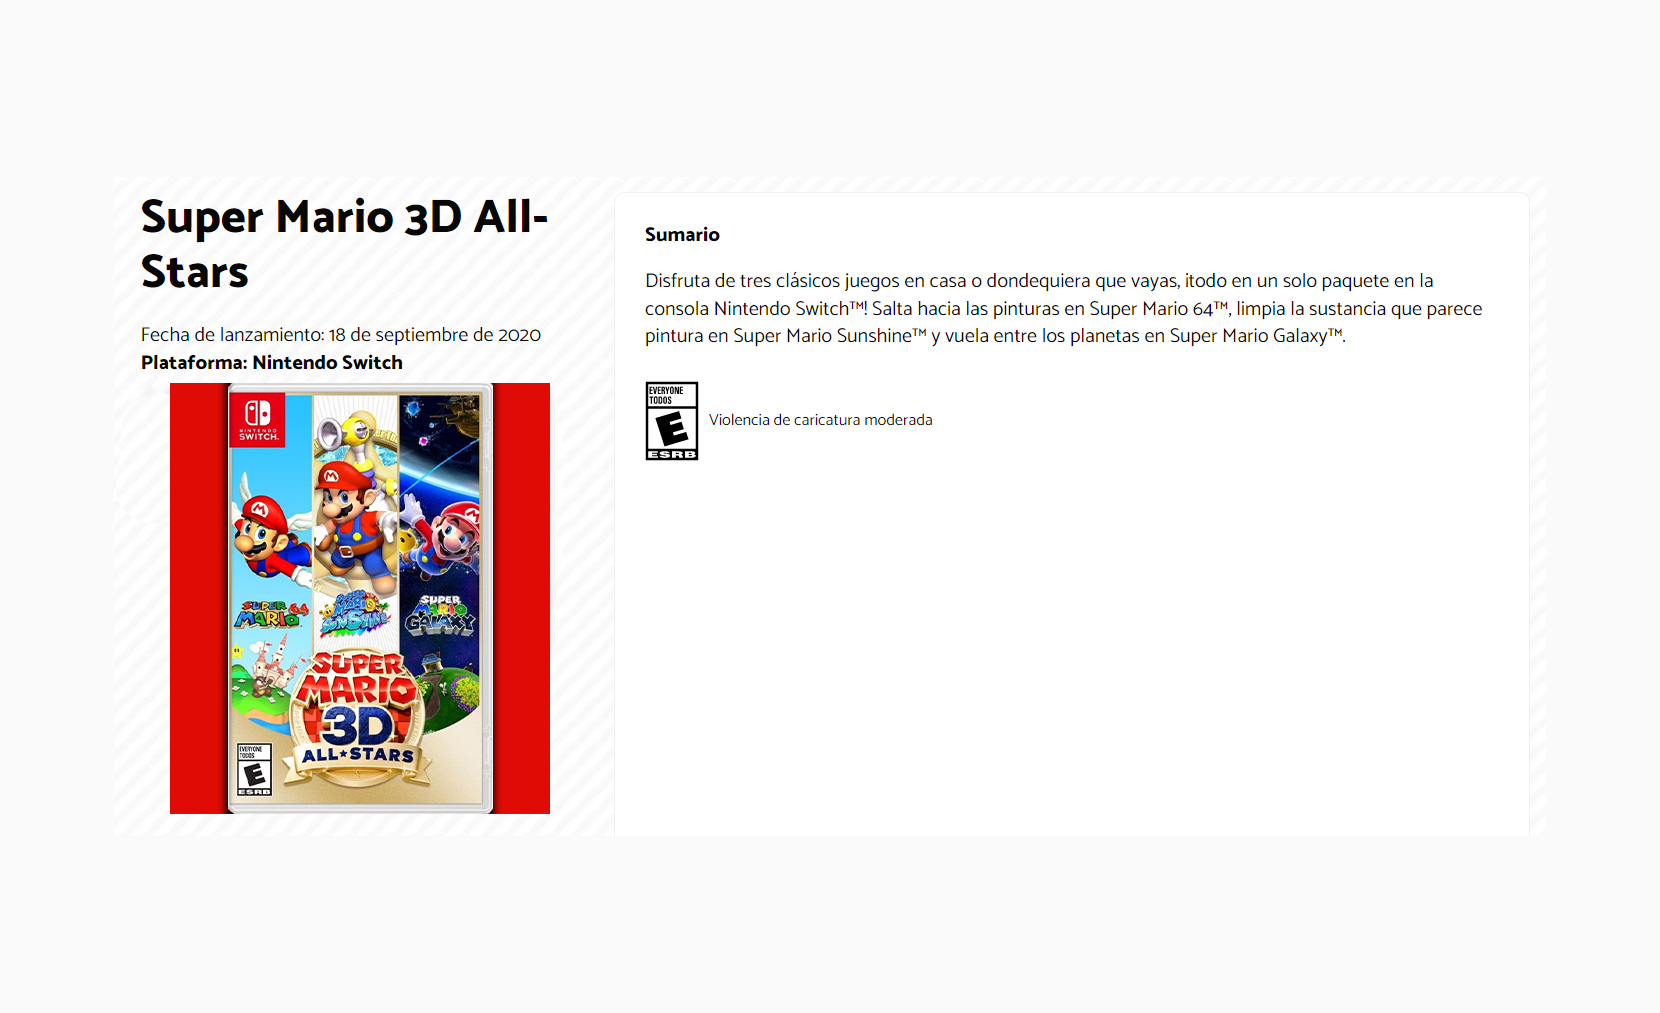 Super Mario 3D All-
Stars
Fecha de lanzamiento: 18 de septiembre de 2020
Plataforma: Nintendo Switch
NINTENDO
SWITCH.
SUPER
MARIO 64
SUPER
MARIO
SUNSHINE
SUPER
MARIO
GALAXY
SUPER
MARIO
3D
ALL★STARS
EVERYONE
TODOS
E
ESRB
Sumario
Disfruta de tres clásicos juegos en casa o dondequiera que vayas, ¡todo en un solo paquete en la
consola Nintendo Switch™! Salta hacia las pinturas en Super Mario 64™, limpia la sustancia que parece
pintura en Super Mario Sunshine™ y vuela entre los planetas en Super Mario Galaxy™.
EVERYONE
TODOS
E
ESRB
Violencia de caricatura moderada